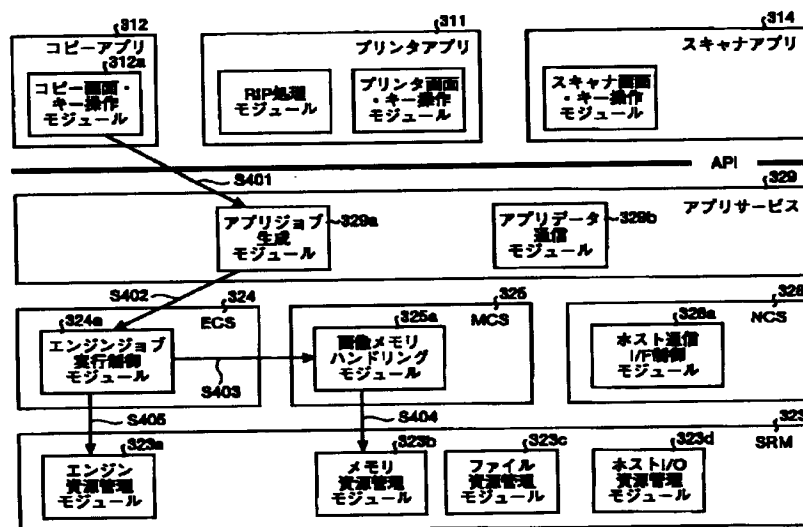 312
コピーアプリ
312a
コピー画面・
キー操作
モジュール
311
プリンタアプリ
RIP処理
モジュール
プリンタ画面
・キー操作
モジュール
314
スキャナアプリ
スキャナ画面
・キー操作
モジュール
API
S401
329
アプリサービス
アプリジョブ
生成
モジュール
329a
アプリデータ
通信
モジュール
329b
S402
324
ECS
324a
エンジンジョブ
実行制御
モジュール
S403
325
MCS
325a
画像メモリ
ハンドリング
モジュール
326
NCS
326a
ホスト通信
I/F制御
モジュール
S405
S404
323
SRM
323a
エンジン
資源管理
モジュール
323b
メモリ
資源管理
モジュール
323c
ファイル
資源管理
モジュール
323d
ホストI/O
資源管理
モジュール